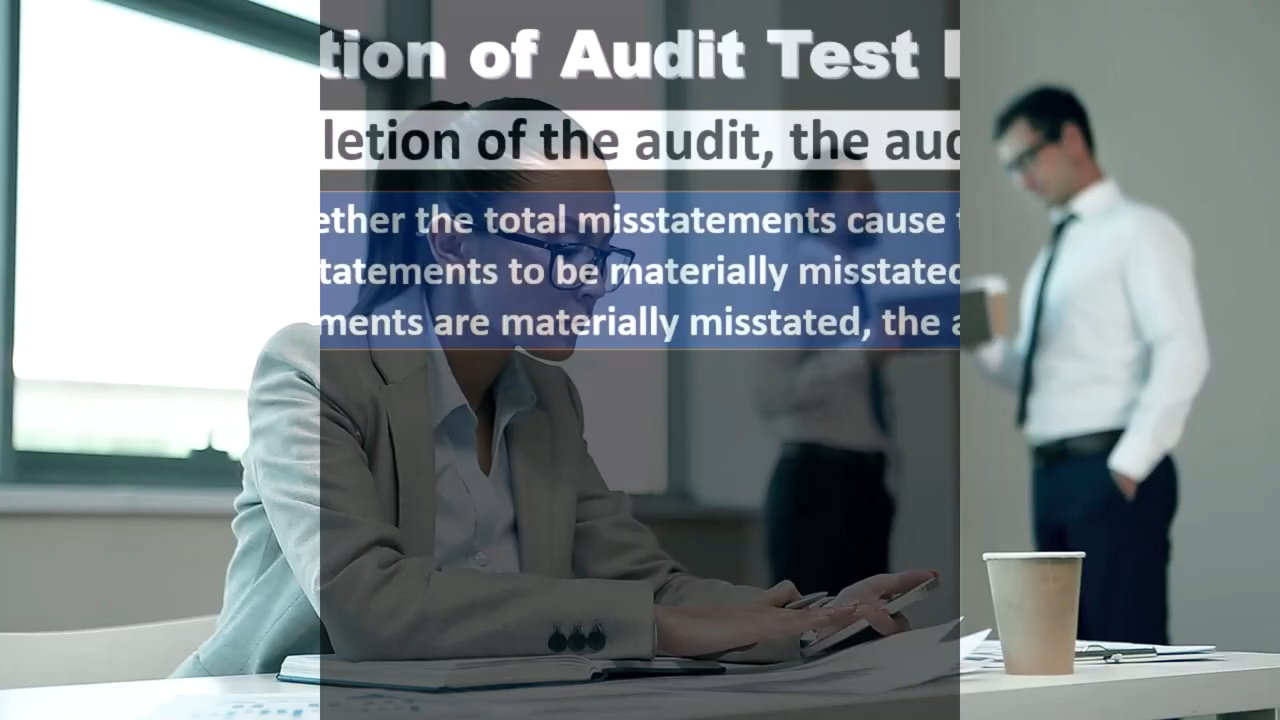 tion of Audit Test
letion of the audit, the aud
ether the total misstatements cause
tatements to be materially misstated
ments are materially misstated, the a